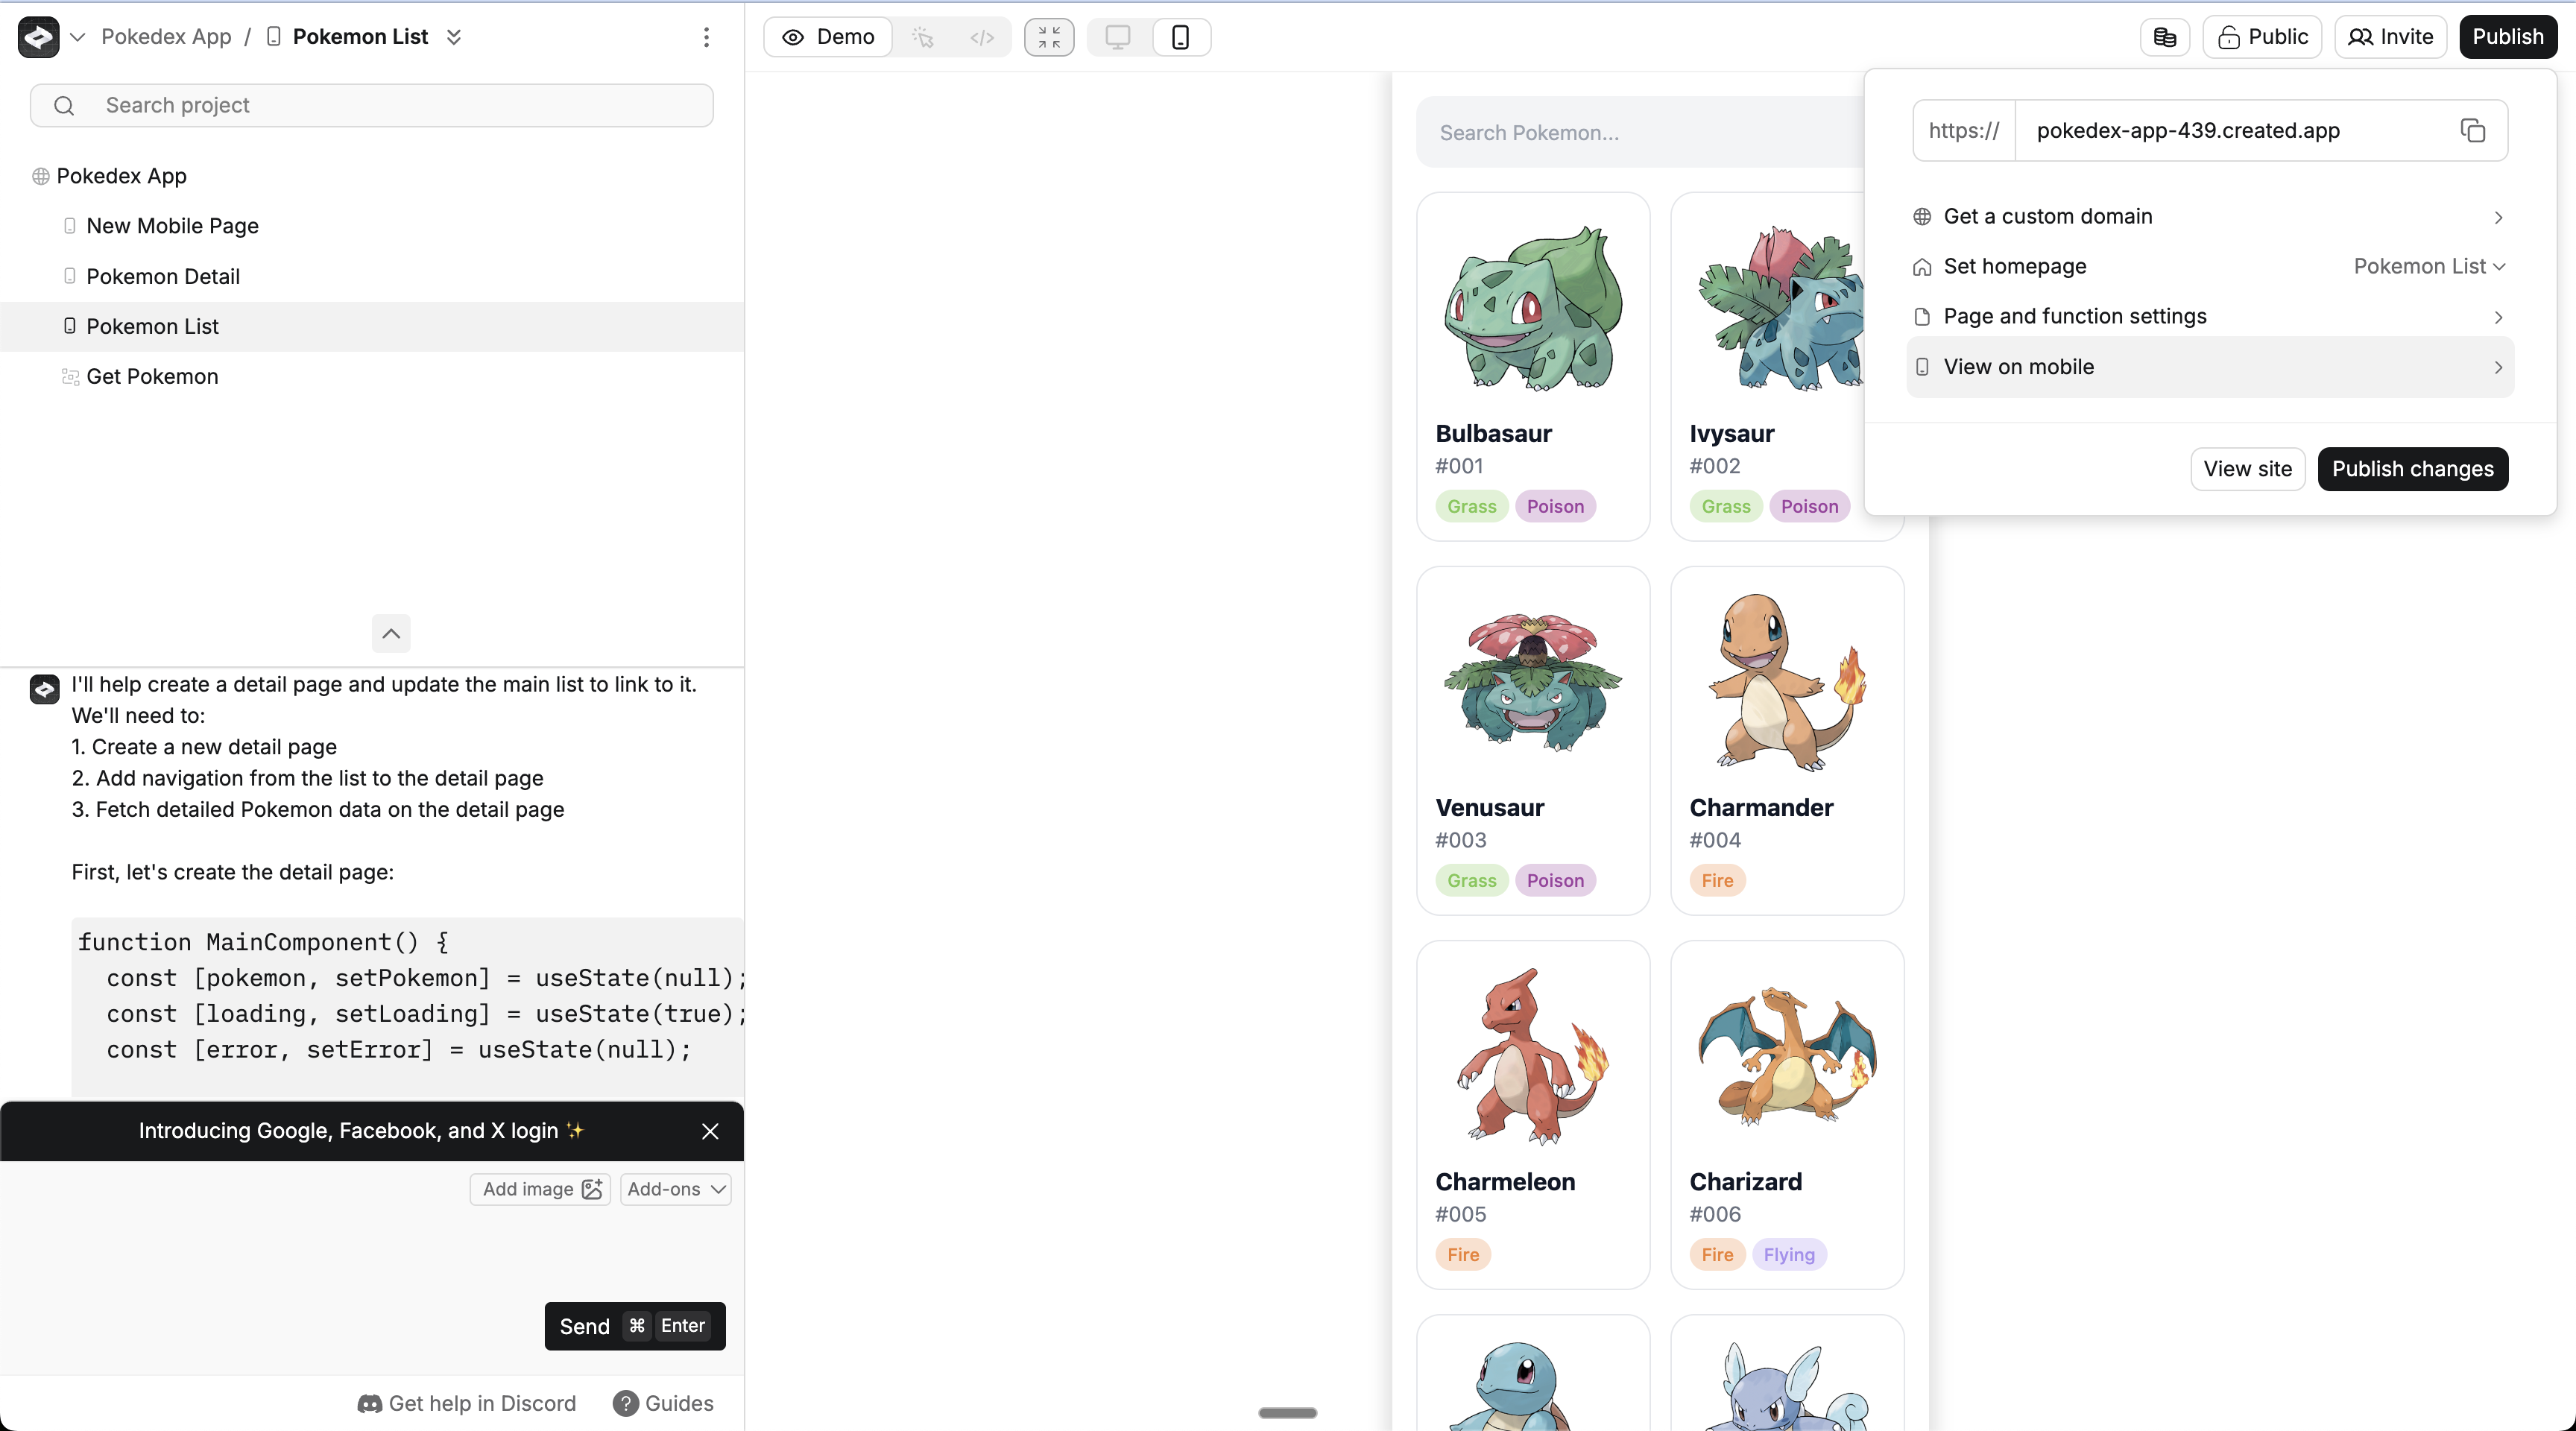 Pokedex App / Pokemon List
Search project
Pokedex App
New Mobile Page
Pokemon Detail
Pokemon List
Get Pokemon
I'll help create a detail page and update the main list to link to it.
We'll need to:
1. Create a new detail page
2. Add navigation from the list to the detail page
3. Fetch detailed Pokemon data on the detail page
First, let's create the detail page:
function MainComponent() {
const [pokemon, setPokemon] = useState(null);
const [loading, setLoading] = useState(true);
const [error, setError] = useState(null);
Introducing Google, Facebook, and X login ✨
Add image
Add-ons
Send ⌘ Enter
Get help in Discord
? Guides
Demo
</>
Public
Invite
Publish
Search Pokemon...
Bulbasaur
#001
Grass Poison
Ivysaur
#002
Grass Poison
Venusaur
#003
Grass Poison
Charmander
#004
Fire
Charmeleon
#005
Fire
Charizard
#006
Fire Flying
https:// pokedex-app-439.created.app
Get a custom domain
Set homepage Pokemon List
Page and function settings
View on mobile
View site
Publish changes